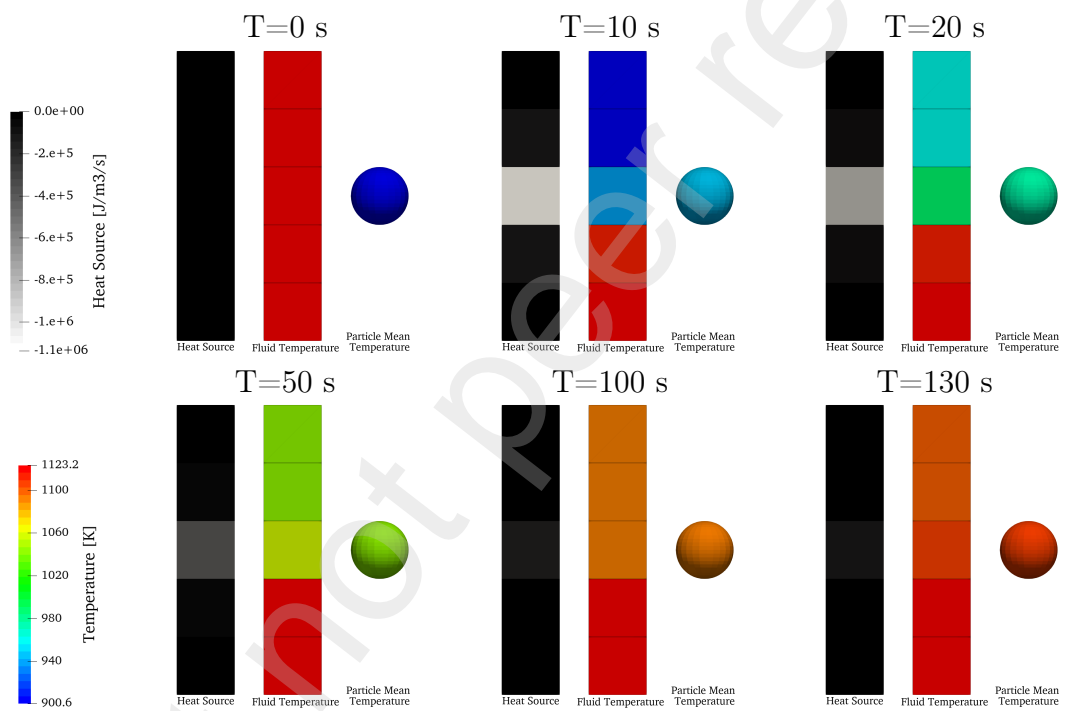 T=0 s
T=10 s
T=20 s
0.0e+00
-2.e+5
-4.e+5
-6.e+5
-8.e+5
-1.e+6
-1.1e+06
Heat Source [J/m3/s]
Heat Source
Fluid Temperature
Particle Mean
Temperature
Heat Source
Fluid Temperature
Particle Mean
Temperature
Heat Source
Fluid Temperature
Particle Mean
Temperature
T=50 s
T=100 s
T=130 s
1123.2
1100
1060
1020
980
940
900.6
Temperature [K]
Heat Source
Fluid Temperature
Particle Mean
Temperature
Heat Source
Fluid Temperature
Particle Mean
Temperature
Heat Source
Fluid Temperature
Particle Mean
Temperature
not peer re